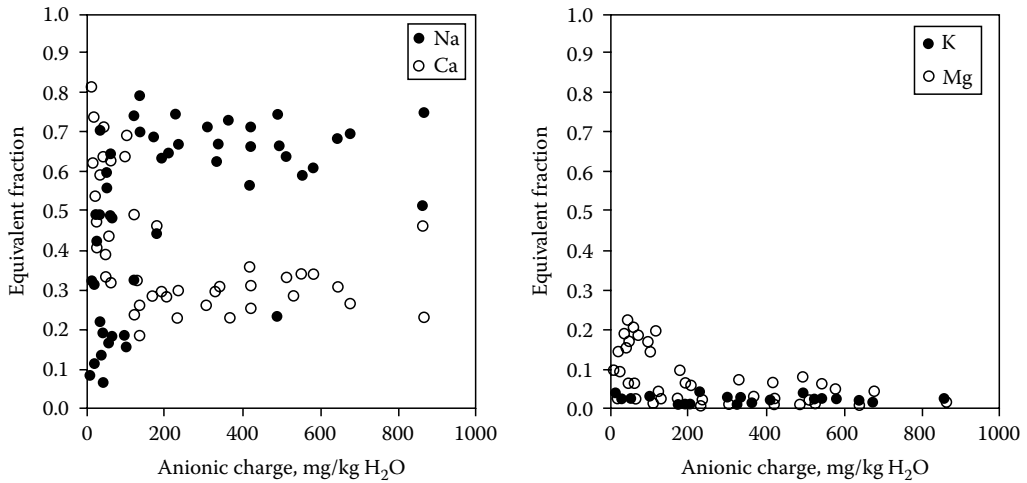 1.0
0.9
0.8
0.7
0.6
0.5
0.4
0.3
0.2
0.1
0.0
Equivalent fraction
Na
Ca
0 200 400 600 800 1000
Anionic charge, mg/kg H₂O
1.0
0.9
0.8
0.7
0.6
0.5
0.4
0.3
0.2
0.1
0.0
Equivalent fraction
K
Mg
0 200 400 600 800 1000
Anionic charge, mg/kg H₂O